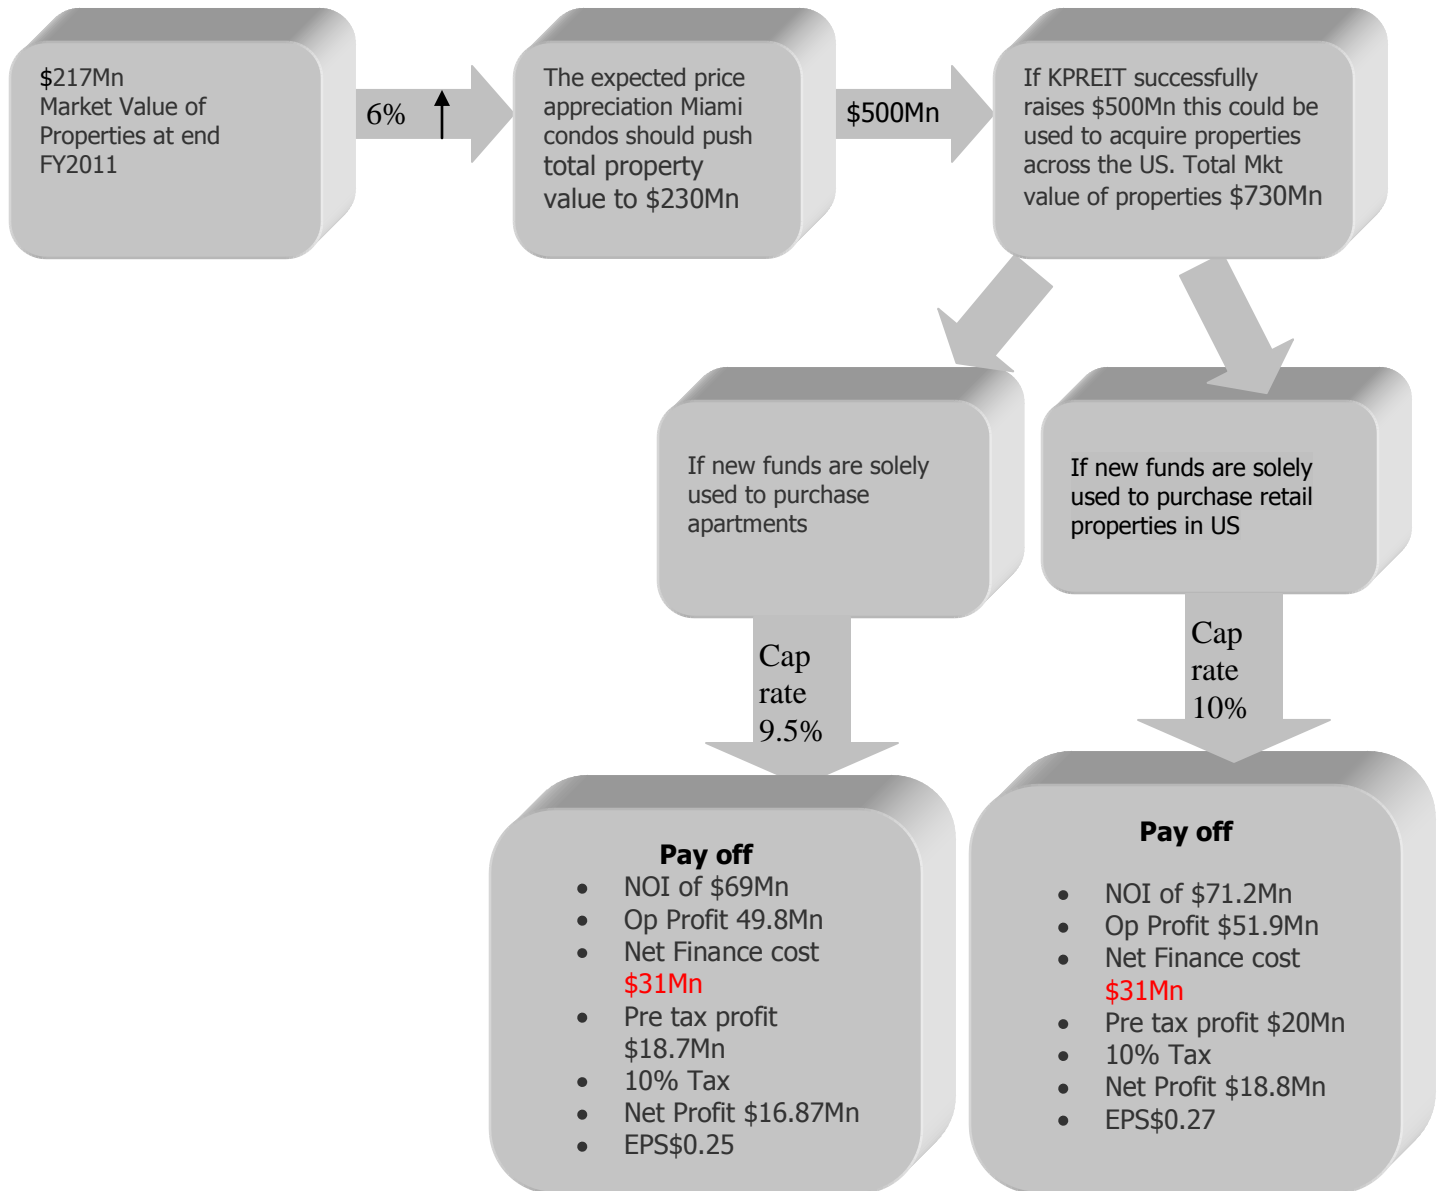 $217Mn
Market Value of
Properties at end
FY2011
6%
The expected price
appreciation Miami
condos should push
total property
value to $230Mn
$500Mn
If KPREIT successfully
raises $500Mn this could be
used to acquire properties
across the US. Total Mkt
value of properties $730Mn
If new funds are solely
used to purchase
apartments
If new funds are solely
used to purchase retail
properties in US
Cap
rate
9.5%
Cap
rate
10%
Pay off
• NOI of $69Mn
• Op Profit 49.8Mn
• Net Finance cost
$31Mn
• Pre tax profit
$18.7Mn
• 10% Tax
• Net Profit $16.87Mn
• EPS$0.25
Pay off
• NOI of $71.2Mn
• Op Profit $51.9Mn
• Net Finance cost
$31Mn
• Pre tax profit $20Mn
• 10% Tax
• Net Profit $18.8Mn
• EPS$0.27